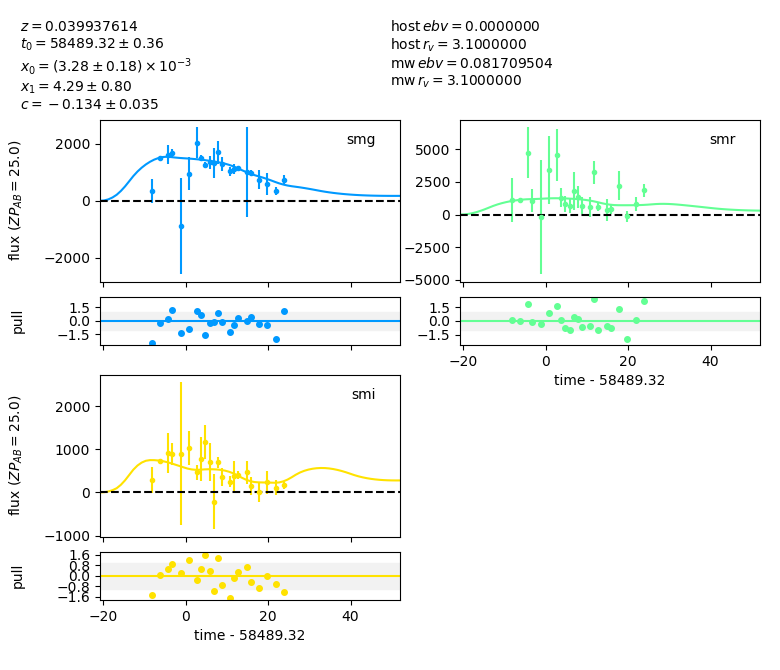 z = 0.039937614
t₀ = 58489.32 ± 0.36
x₀ = (3.28 ± 0.18) × 10⁻³
x₁ = 4.29 ± 0.80
c = −0.134 ± 0.035
host ebv = 0.0000000
host r_v = 3.1000000
mw ebv = 0.081709504
mw r_v = 3.1000000
smg
flux (ZP_AB = 25.0)
2000
0
−2000
pull
1.5
0.0
−1.5
smr
5000
2500
0
−2500
−5000
1.5
0.0
−1.5
−20
0
20
40
time - 58489.32
smi
flux (ZP_AB = 25.0)
2000
1000
0
−1000
pull
1.6
0.8
0.0
−0.8
−1.6
−20
0
20
40
time - 58489.32